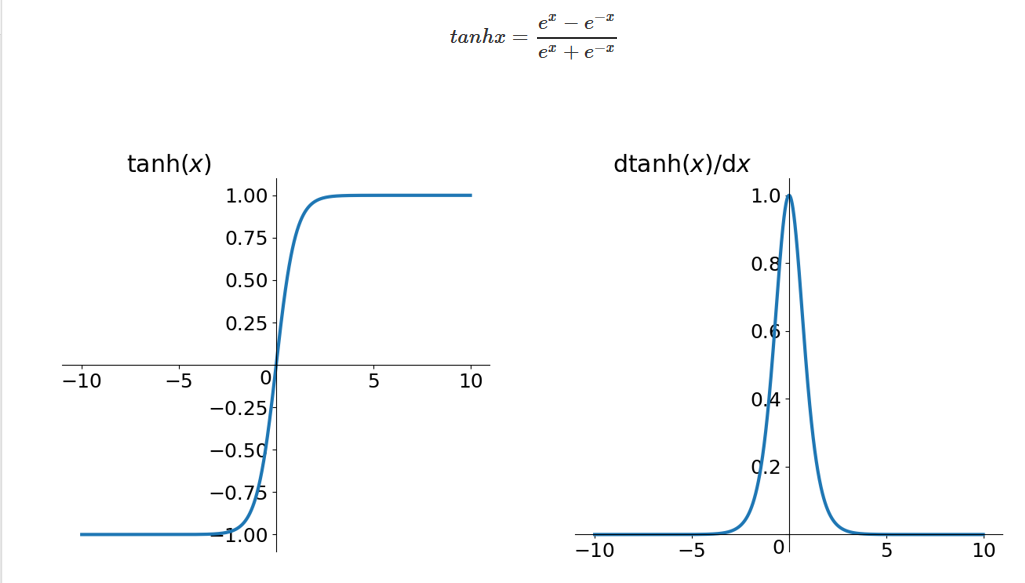 tanhx = \frac{e^x - e^{-x}}{e^x + e^{-x}}
tanh(x)
1.00
0.75
0.50
0.25
−10 −5 0 5 10
−0.25
−0.50
−0.75
−1.00
dtanh(x)/dx
1.0
0.8
0.6
0.4
0.2
−10 −5 0 5 10